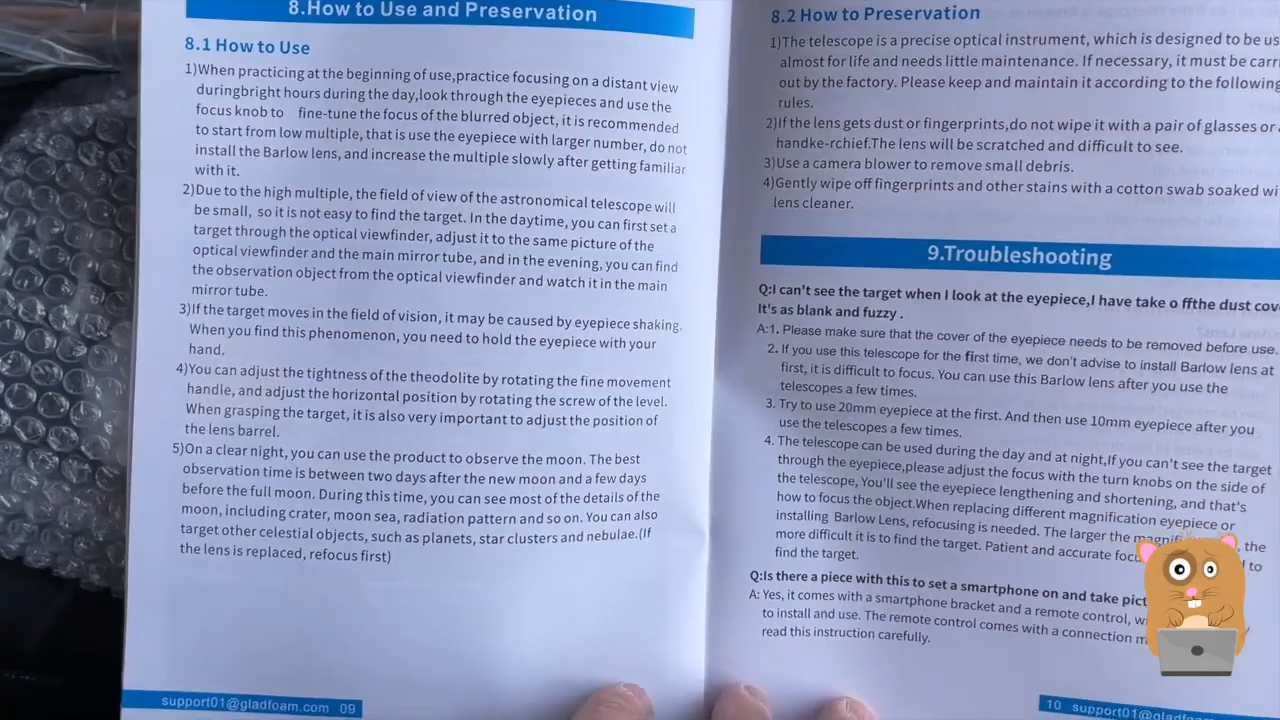 8.How to Use and Preservation
8.1 How to Use
1)When practicing at the beginning of use,practice focusing on a distant view
duringbright hours during the day,look through the eyepieces and use the
focus knob to fine-tune the focus of the blurred object, it is recommended
to start from low multiple, that is use the eyepiece with larger number, do not
install the Barlow lens, and increase the multiple slowly after getting familiar
with it.
2)Due to the high multiple, the field of view of the astronomical telescope will
be small, so it is not easy to find the target. In the daytime, you can first set a
target through the optical viewfinder, adjust it to the same picture of the
optical viewfinder and the main mirror tube, and in the evening, you can find
the observation object from the optical viewfinder and watch it in the main
mirror tube.
3)If the target moves in the field of vision, it may be caused by eyepiece shaking.
When you find this phenomenon, you need to hold the eyepiece with your
hand.
4)You can adjust the tightness of the theodolite by rotating the fine movement
handle, and adjust the horizontal position by rotating the screw of the level.
When grasping the target, it is also very important to adjust the position of
the lens barrel.
5)On a clear night, you can use the product to observe the moon. The best
observation time is between two days after the new moon and a few days
before the full moon. During this time, you can see most of the details of the
moon, including crater, moon sea, radiation pattern and so on. You can also
target other celestial objects, such as planets, star clusters and nebulae.(If
the lens is replaced, refocus first)
support01@gladfoam.com 09
8.2 How to Preservation
1)The telescope is a precise optical instrument, which is designed to be
almost for life and needs little maintenance. If necessary, it must be
out by the factory. Please keep and maintain it according to the following
rules.
2)If the lens gets dust or fingerprints,do not wipe it with a pair of glasses or
handke-rchief.The lens will be scratched and difficult to see.
3)Use a camera blower to remove small debris.
4)Gently wipe off fingerprints and other stains with a cotton swab soaked
lens cleaner.
9.Troubleshooting
Q:I can't see the target when I look at the eyepiece,I have take o ffthe dust
It's as blank and fuzzy .
A:1. Please make sure that the cover of the eyepiece needs to be removed before use.
2. If you use this telescope for the first time, we don't advise to install Barlow lens at
first, it is difficult to focus. You can use this Barlow lens after you use the
telescopes a few times.
3. Try to use 20mm eyepiece at the first. And then use 10mm eyepiece after you
use the telescopes a few times.
4. The telescope can be used during the day and at night,If you can't see the target
through the eyepiece,please adjust the focus with the turn knobs on the side of
the telescope, You'll see the eyepiece lengthening and shortening, and that's
how to focus the object.When replacing different magnification eyepiece or
installing Barlow Lens, refocusing is needed. The larger the the
more difficult it is to find the target. Patient and accurate to
find the target.
Q:Is there a piece with this to set a smartphone on and take
A: Yes, it comes with a smartphone bracket and a remote control,
to install and use. The remote control comes with a connection
read this instruction carefully.
10 support01@